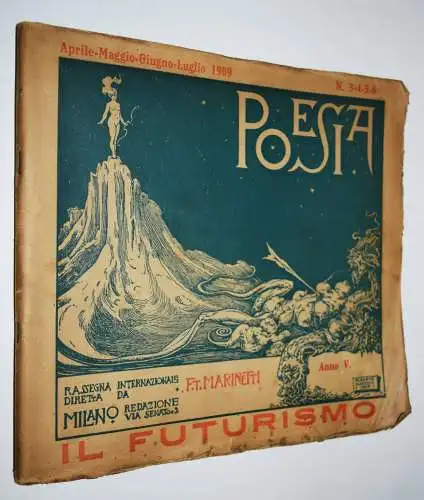 Aprile-Maggio-Giugno-Luglio 1909 N. 3-4-5-6
POESIA
Anno V.
RASSEGNA INTERNAZIONALE
DIRETTA DA F.T. MARINETTI
MILANO REDAZIONE
VIA SENATO, 2
IL FUTURISMO